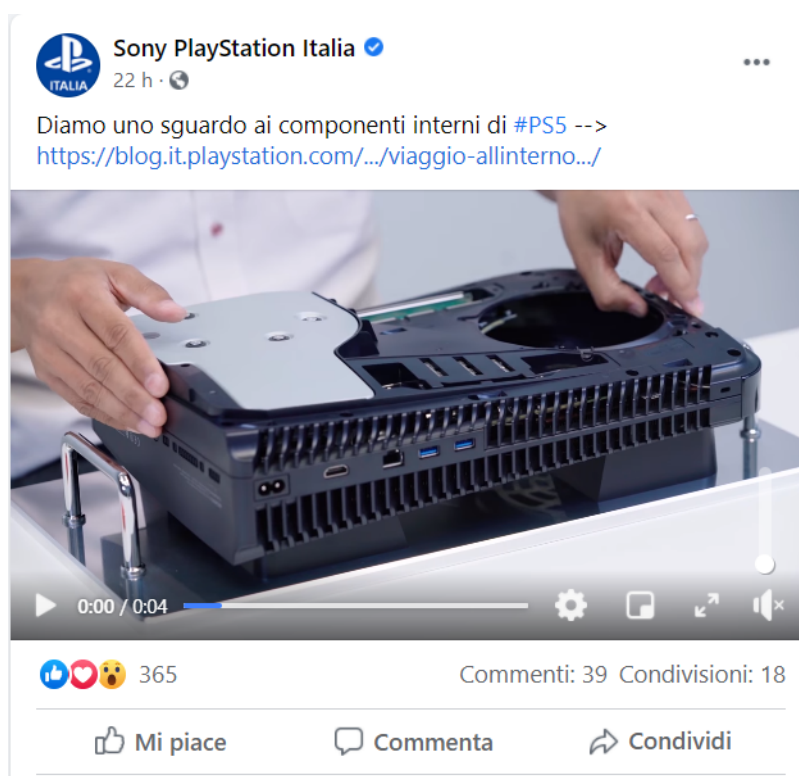 Sony PlayStation Italia
ITALIA
22 h ·
Diamo uno sguardo ai componenti interni di #PS5 -->
https://blog.it.playstation.com/.../viaggio-allinterno.../
0:00 / 0:04
365
Commenti: 39 Condivisioni: 18
Mi piace
Commenta
Condividi